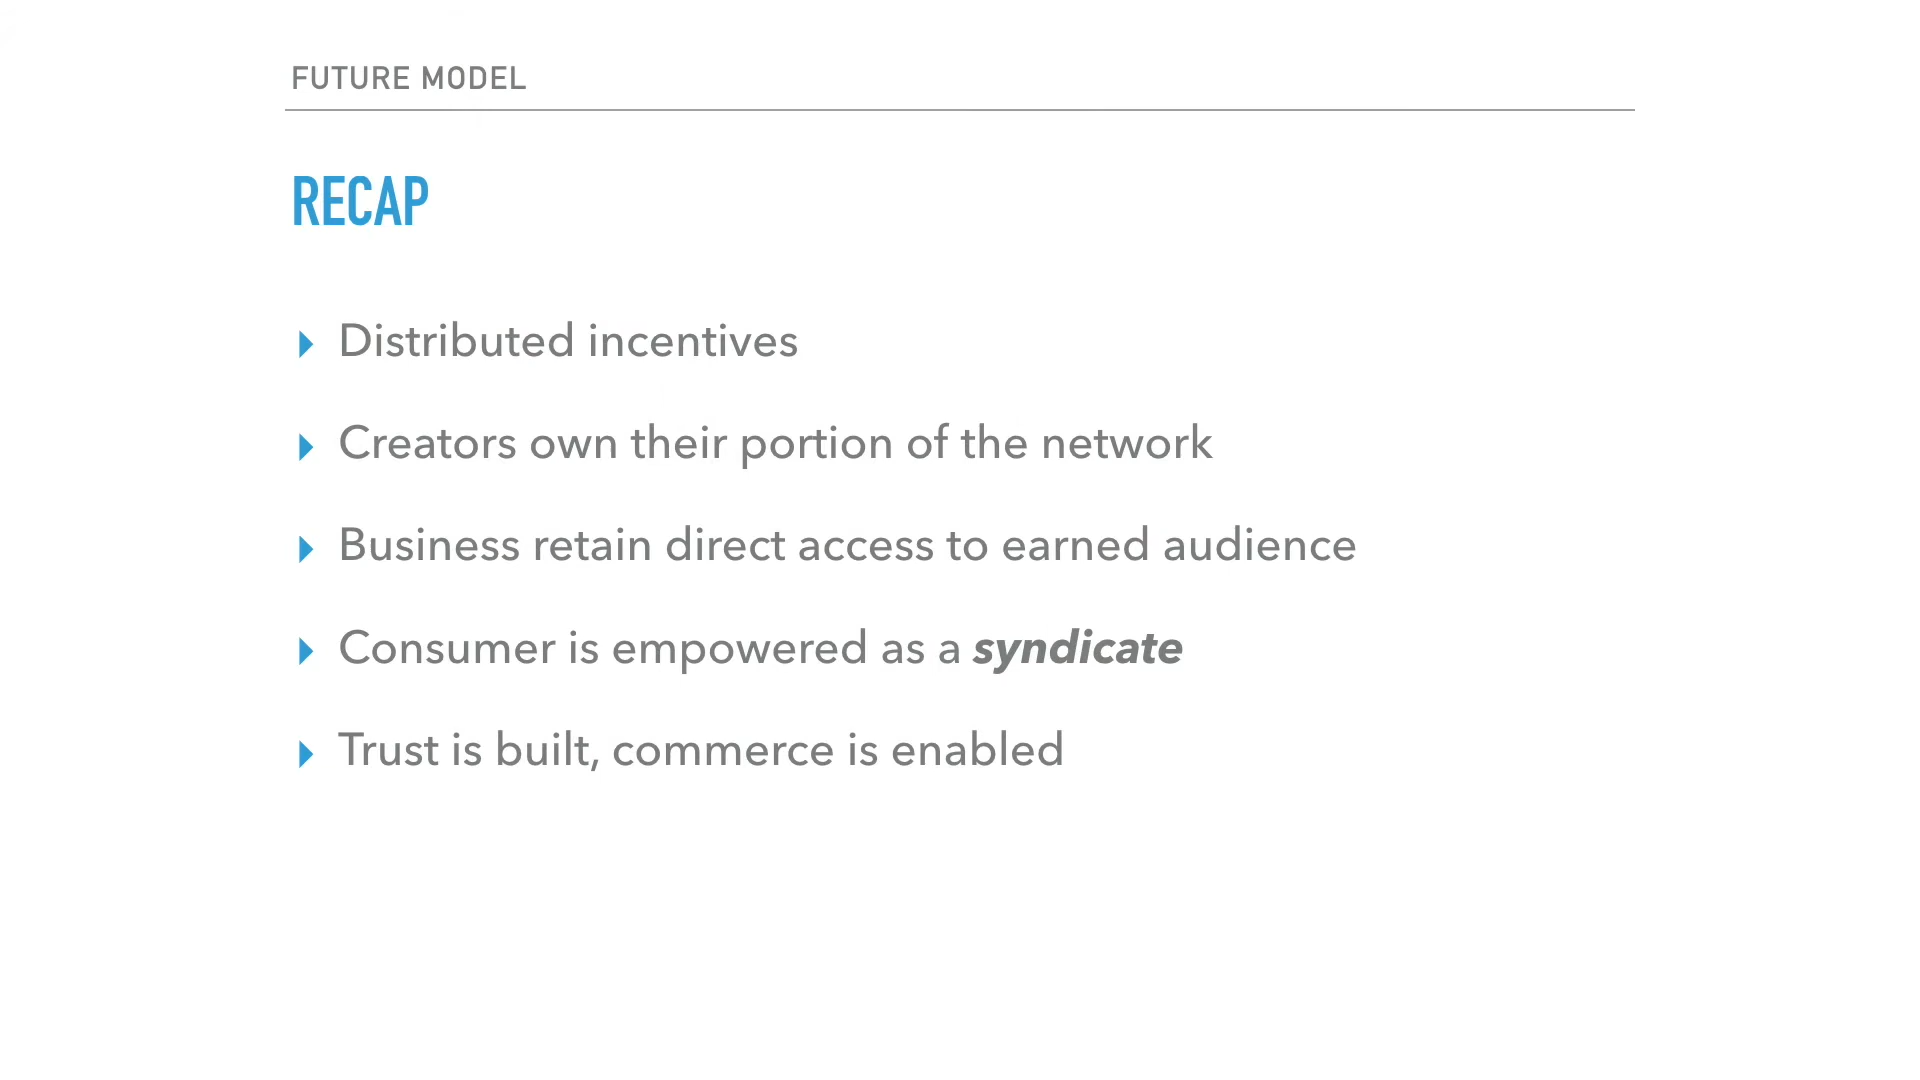 FUTURE MODEL
RECAP
Distributed incentives
Creators own their portion of the network
Business retain direct access to earned audience
Consumer is empowered as a syndicate
Trust is built, commerce is enabled